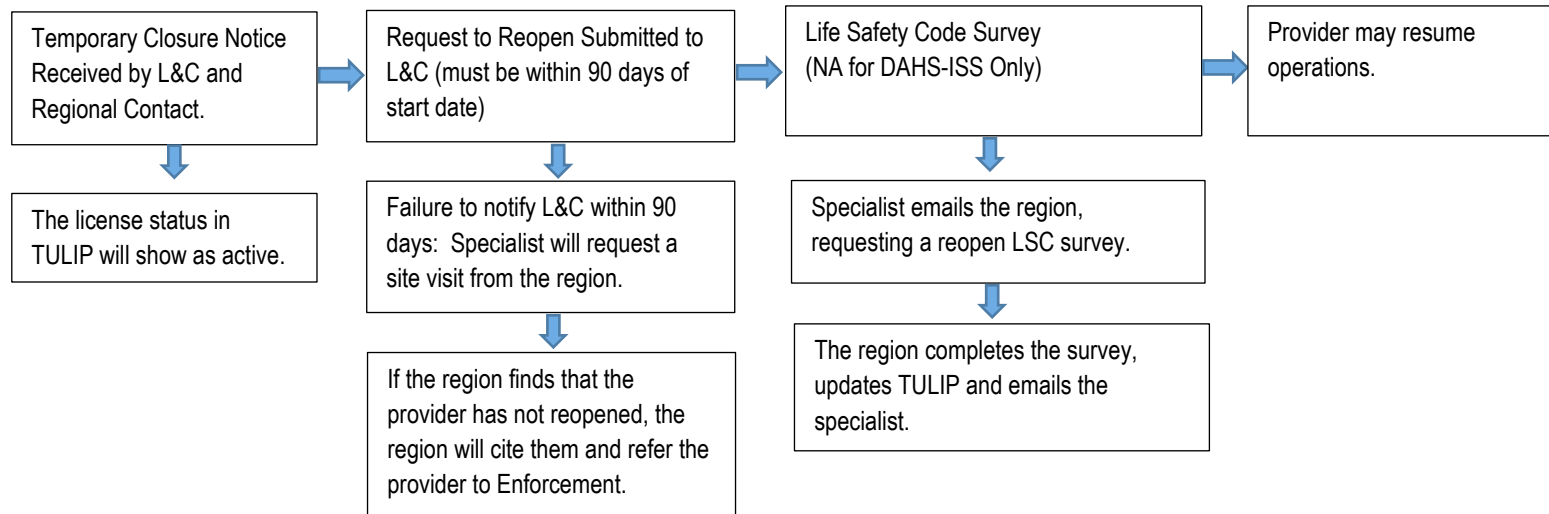 Temporary Closure Notice
Received by L&C and
Regional Contact.
Request to Reopen Submitted to
L&C (must be within 90 days of
start date)
Life Safety Code Survey
(NA for DAHS-ISS Only)
Provider may resume
operations.
The license status in
TULIP will show as active.
Failure to notify L&C within 90
days:  Specialist will request a
site visit from the region.
Specialist emails the region,
requesting a reopen LSC survey.
If the region finds that the
provider has not reopened, the
region will cite them and refer the
provider to Enforcement.
The region completes the survey,
updates TULIP and emails the
specialist.